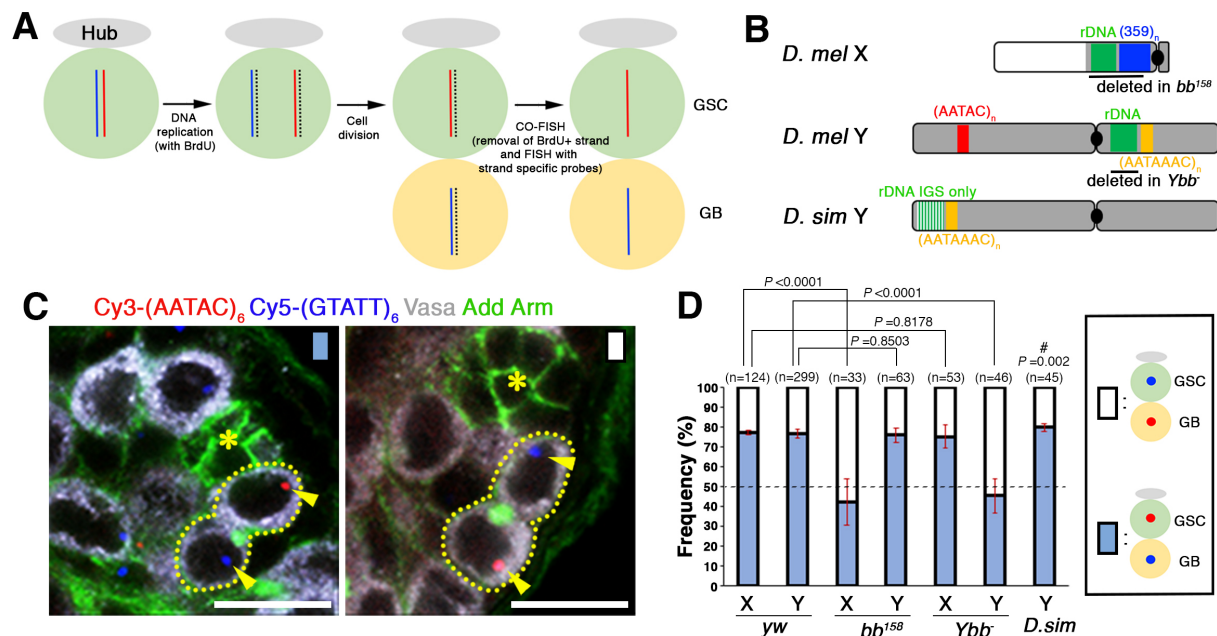 A
Hub
DNA
replication
(with BrdU)
Cell
division
CO-FISH
(removal of BrdU+ strand
and FISH with
strand specific probes)
GSC
GB
B
D. mel X
rDNA (359)n
deleted in bb158
D. mel Y
(AATAC)n
rDNA
(AATAAAC)n
deleted in Ybb-
D. sim Y
rDNA IGS only
(AATAAAC)n
C
Cy3-(AATAC)6 Cy5-(GTATT)6 Vasa Add Arm
*
*
D
P <0.0001
P <0.0001
P =0.8178
P =0.8503
#
P =0.002
(n=124) (n=299) (n=33) (n=63) (n=53) (n=46) (n=45)
Frequency (%)
100
90
80
70
60
50
40
30
20
10
0
X Y X Y X Y Y
yw bb158 Ybb- D.sim
:
GSC
GB
:
GSC
GB